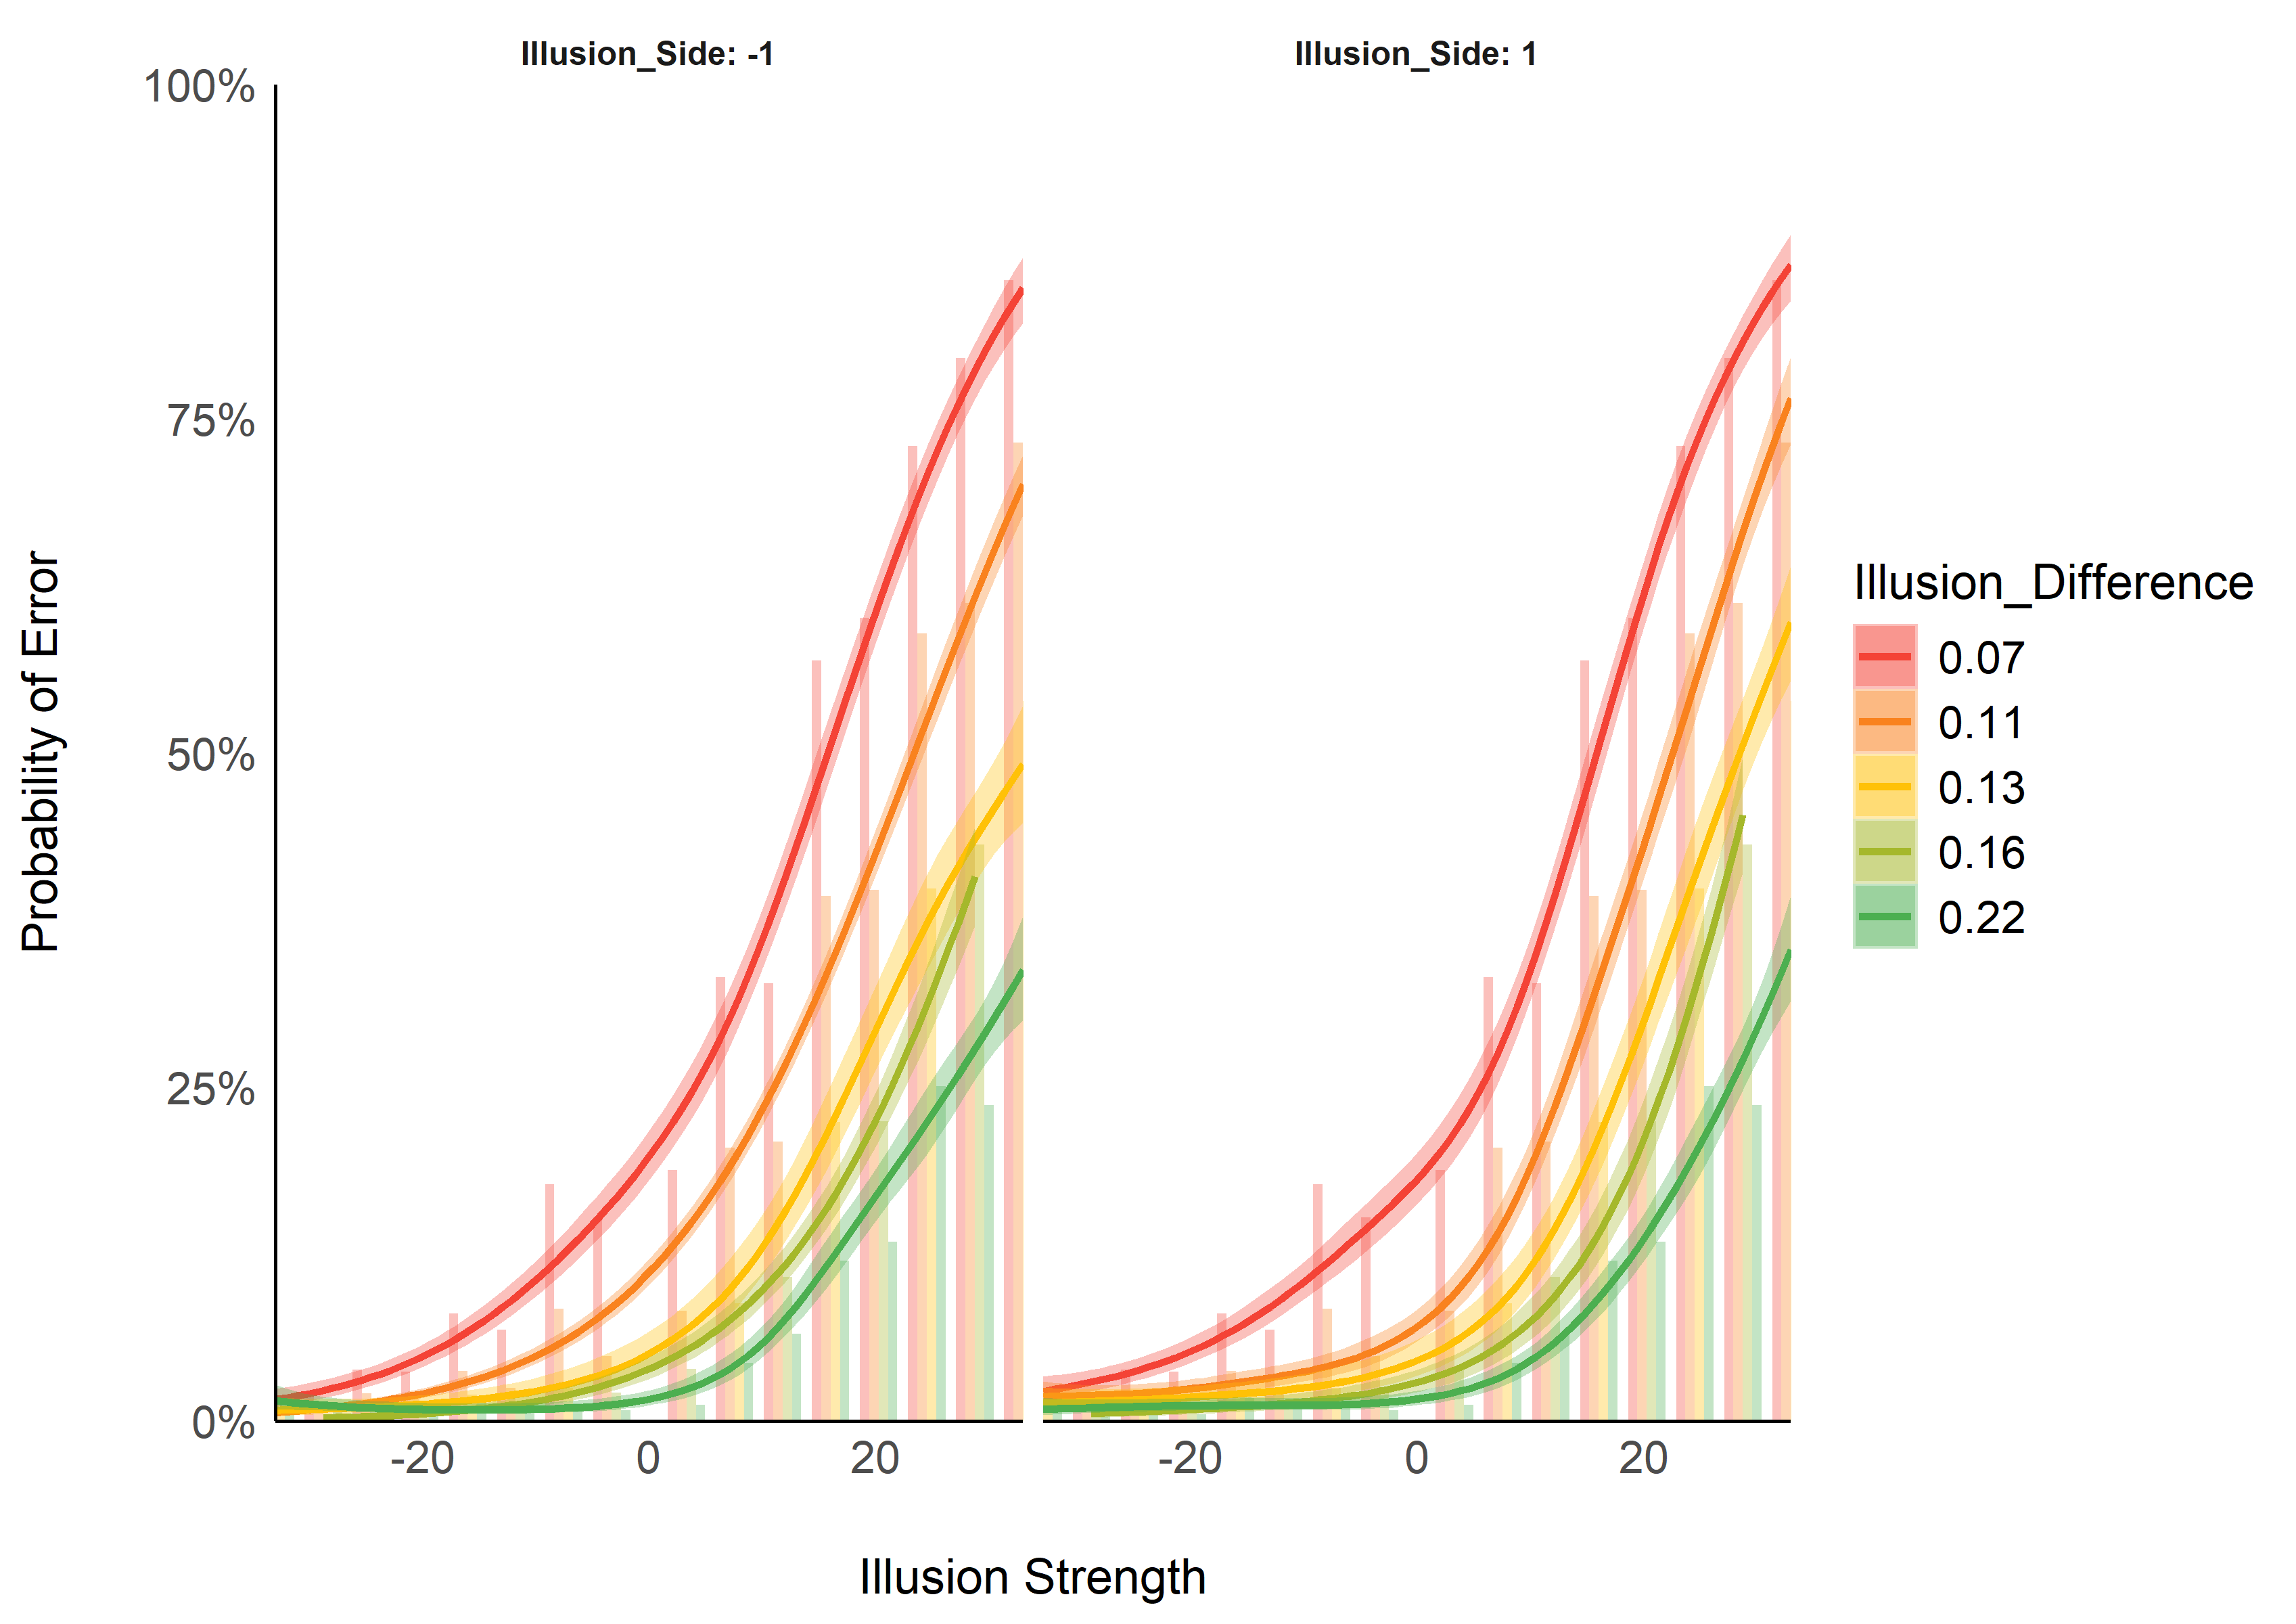 Illusion_Side: -1
Illusion_Side: 1
100%
75%
50%
25%
0%
Probability of Error
-20 0 20
-20 0 20
Illusion Strength
Illusion_Difference
0.07
0.11
0.13
0.16
0.22